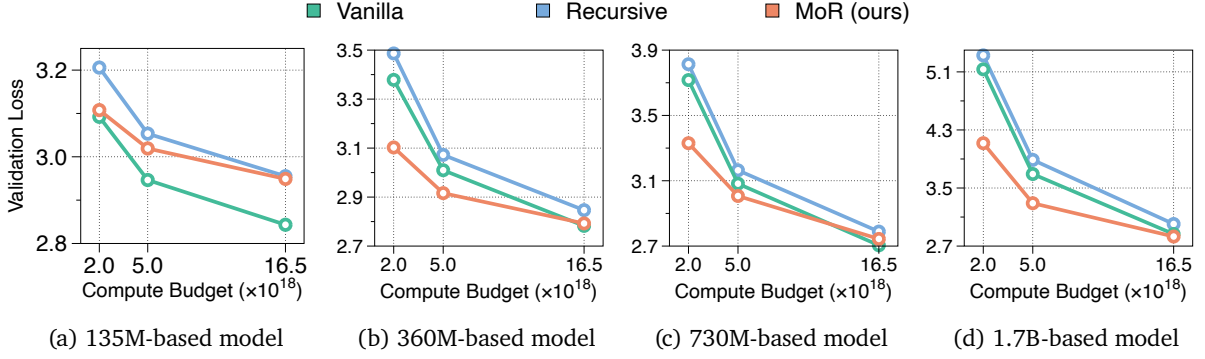 Vanilla Recursive MoR (ours)
Validation Loss
3.2
3.0
2.8
2.0 5.0 16.5
Compute Budget (×10¹⁸)
(a) 135M-based model
3.5
3.3
3.1
2.9
2.7
2.0 5.0 16.5
Compute Budget (×10¹⁸)
(b) 360M-based model
3.9
3.5
3.1
2.7
2.0 5.0 16.5
Compute Budget (×10¹⁸)
(c) 730M-based model
5.1
4.3
3.5
2.7
2.0 5.0 16.5
Compute Budget (×10¹⁸)
(d) 1.7B-based model